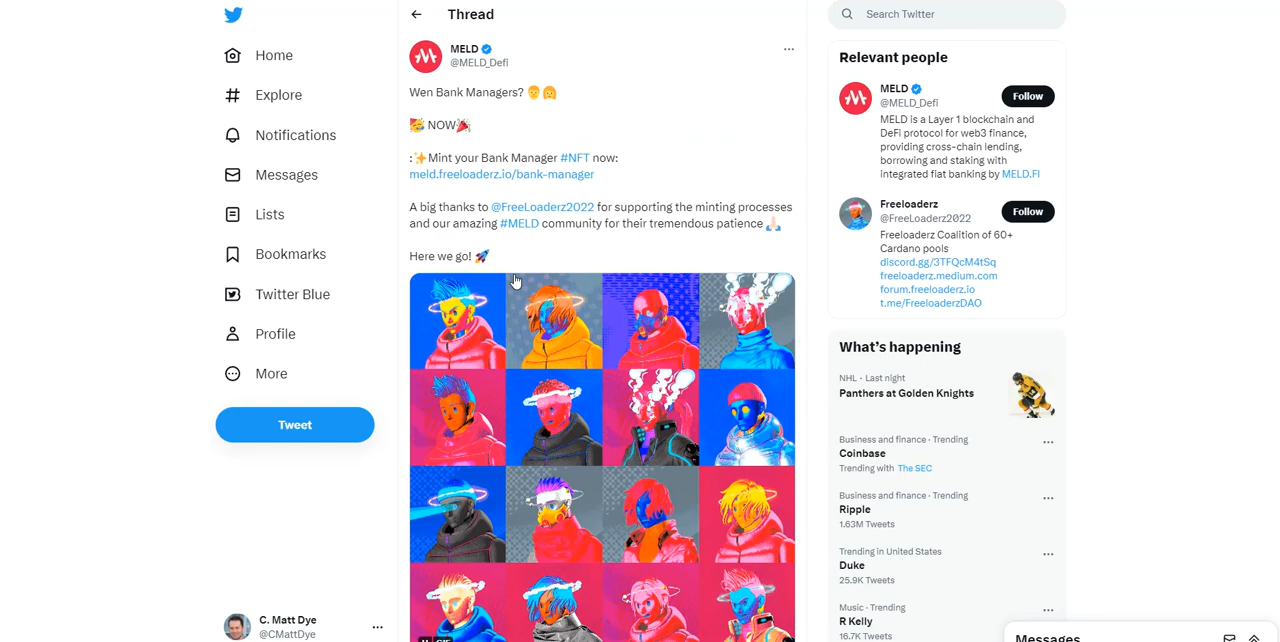 Home
Explore
Notifications
Messages
Lists
Bookmarks
Twitter Blue
Profile
More
Tweet
C. Matt Dye
@CMattDye
Thread
MELD
@MELD_Defi
Wen Bank Managers? 👨👩
🥳 NOW🎉
:✨Mint your Bank Manager #NFT now:
meld.freeloaderz.io/bank-manager
A big thanks to @FreeLoaderz2022 for supporting the minting processes
and our amazing #MELD community for their tremendous patience 🙏🏻
Here we go! 🚀
Search Twitter
Relevant people
MELD
@MELD_Defi
Follow
MELD is a Layer 1 blockchain and
DeFi protocol for web3 finance,
providing cross-chain lending,
borrowing and staking with
integrated fiat banking by MELD.FI
Freeloaderz
@FreeLoaderz2022
Follow
Freeloaderz Coalition of 60+
Cardano pools
discord.gg/3TFQcM4tSq
freeloaderz.medium.com
forum.freeloaderz.io
t.me/FreeloaderzDAO
What's happening
NHL · Last night
Panthers at Golden Knights
Business and finance · Trending
Coinbase
Trending with The SEC
Business and finance · Trending
Ripple
1.63M Tweets
Trending in United States
Duke
25.9K Tweets
Music · Trending
R Kelly
16.7K Tweets
Messages